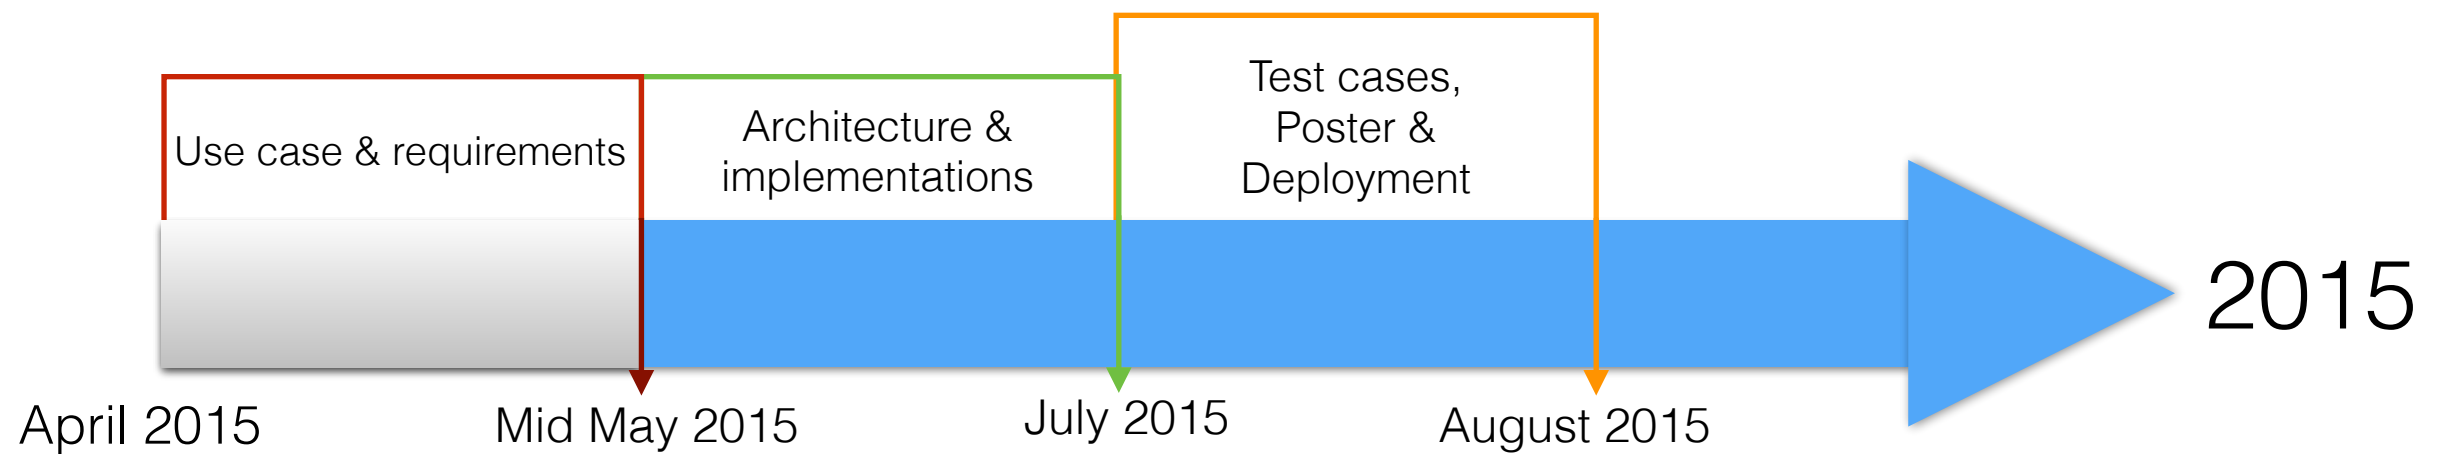 Use case & requirements
Architecture &
implementations
Test cases,
Poster &
Deployment
2015
April 2015
Mid May 2015
July 2015
August 2015